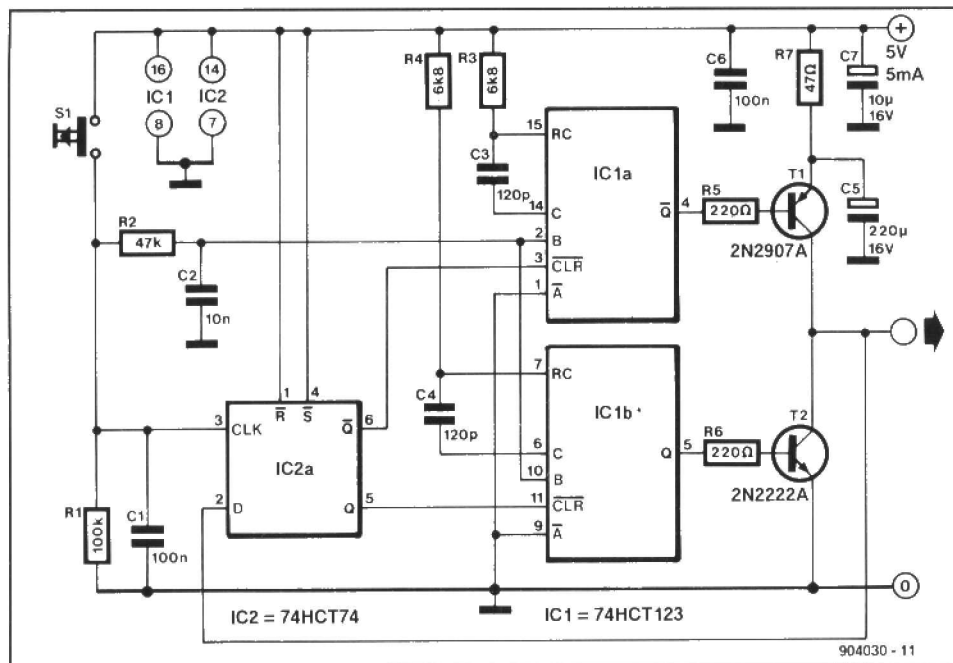 S1
16
14
IC1
IC2
8
7
R4
6k8
R3
6k8
C6
100n
R7
47Ω
C7
10µ
16V
+
5V
5mA
C3
120p
15
RC
IC1a
14
C
Q
4
R5
220Ω
T1
2N2907A
C5
220µ
16V
R2
47k
C2
10n
2
B
3
CLR
1
A
1
4
R
S
3
CLK
Q
6
IC2a
2
D
Q
5
R1
100k
C1
100n
C4
120p
7
RC
IC1b
6
C
10
B
11
CLR
9
A
Q
5
R6
220Ω
T2
2N2222A
0
IC2 = 74HCT74
IC1 = 74HCT123
904030 - 11